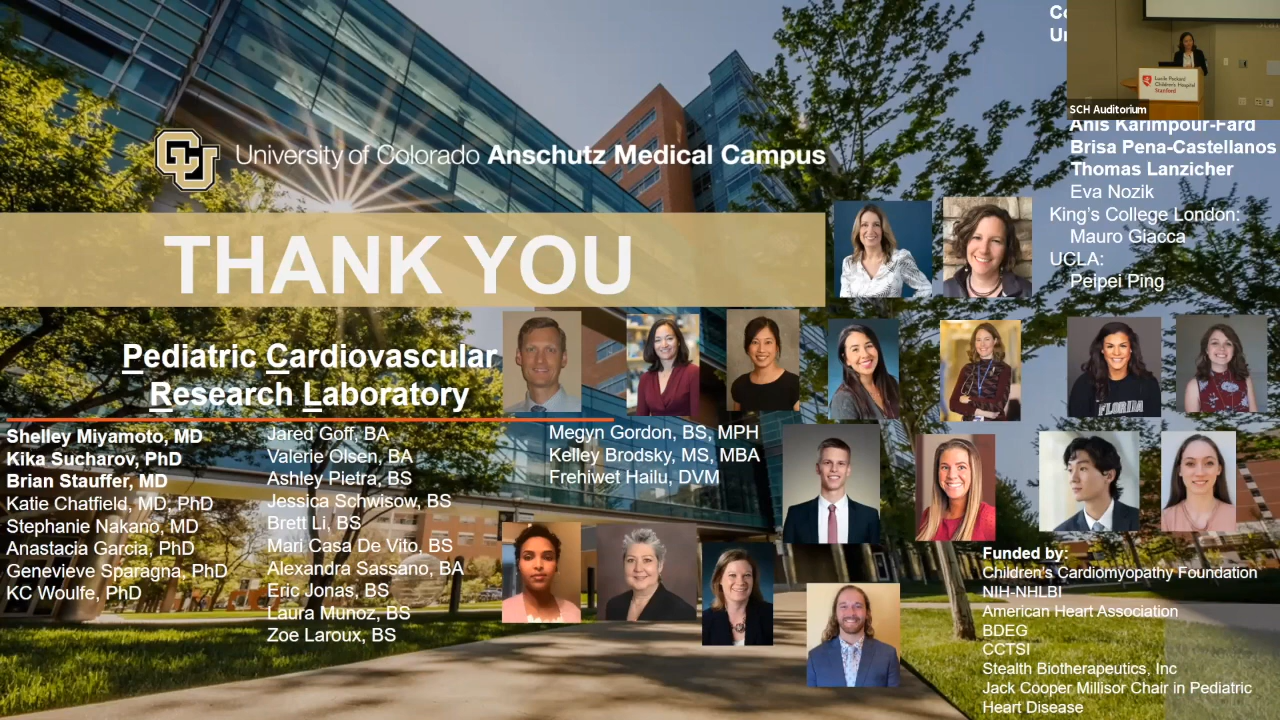 CU University of Colorado Anschutz Medical Campus
THANK YOU
Pediatric Cardiovascular
Research Laboratory
Shelley Miyamoto, MD
Kika Sucharov, PhD
Brian Stauffer, MD
Katie Chatfield, MD; PhD
Stephanie Nakano, MD
Anastacia Garcia, PhD
Genevieve Sparagna, PhD
KC Woulfe, PhD
Jared Goff, BA
Valerie Olsen, BA
Ashley Pietra, BS
Jessica Schwisow, BS
Brett Li, BS
Mari Casa De Vito, BS
Alexandra Sassano, BA
Eric Jonas, BS
Laura Munoz, BS
Zoe Laroux, BS
Megyn Gordon, BS, MPH
Kelley Brodsky, MS, MBA
Frehiwet Hailu, DVM
Lucile Packard
Children's Hospital
Stanford
SCH Auditorium
Anis Karimpour-Fard
Brisa Pena-Castellanos
Thomas Lanzicher
Eva Nozik
King's College London:
Mauro Giacca
UCLA:
Peipei Ping
FLORIDA
Funded by:
Children's Cardiomyopathy Foundation
NIH-NHLBI
American Heart Association
BDEG
CCTSI
Stealth Biotherapeutics, Inc
Jack Cooper Millisor Chair in Pediatric
Heart Disease